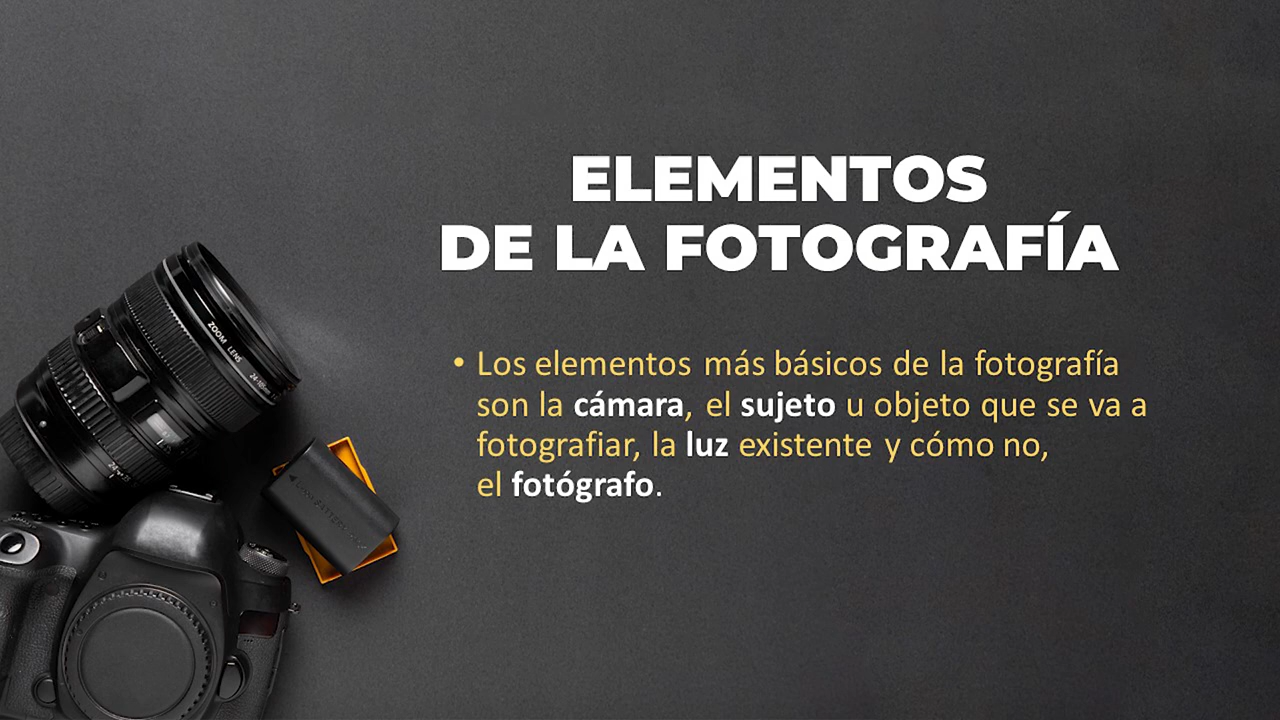 ELEMENTOS
DE LA FOTOGRAFÍA
• Los elementos más básicos de la fotografía
son la cámara, el sujeto u objeto que se va a
fotografiar, la luz existente y cómo no,
el fotógrafo.
ZOOM LENS